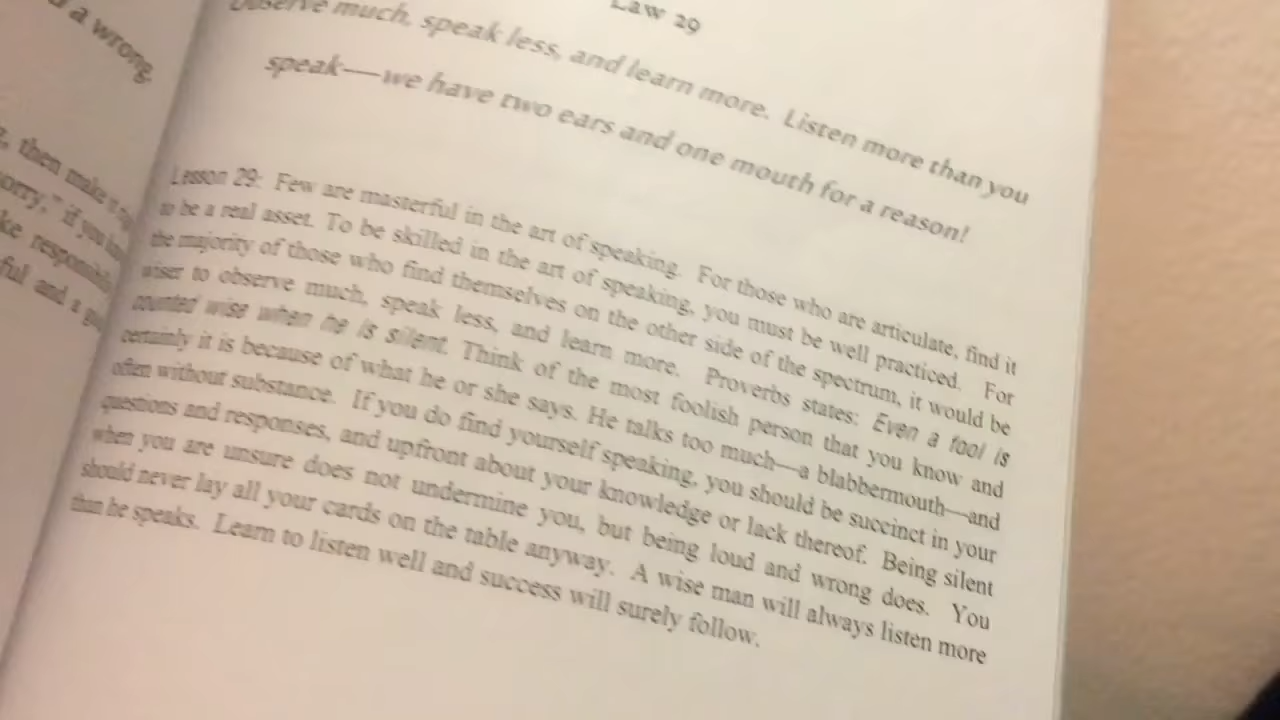 a wrong.
, then make it
orry," if you
ke responsibi
ful and a
Law 29
Observe much, speak less, and learn more. Listen more than you
speak—we have two ears and one mouth for a reason!
Lesson 29: Few are masterful in the art of speaking. For those who are articulate, find it
to be a real asset. To be skilled in the art of speaking, you must be well practiced. For
the majority of those who find themselves on the other side of the spectrum, it would be
wiser to observe much, speak less, and learn more. Proverbs states: Even a fool is
counted wise when he is silent. Think of the most foolish person that you know and
certainly it is because of what he or she says. He talks too much—a blabbermouth—and
often without substance. If you do find yourself speaking, you should be succinct in your
questions and responses, and upfront about your knowledge or lack thereof. Being silent
when you are unsure does not undermine you, but being loud and wrong does. You
should never lay all your cards on the table anyway. A wise man will always listen more
than he speaks. Learn to listen well and success will surely follow.